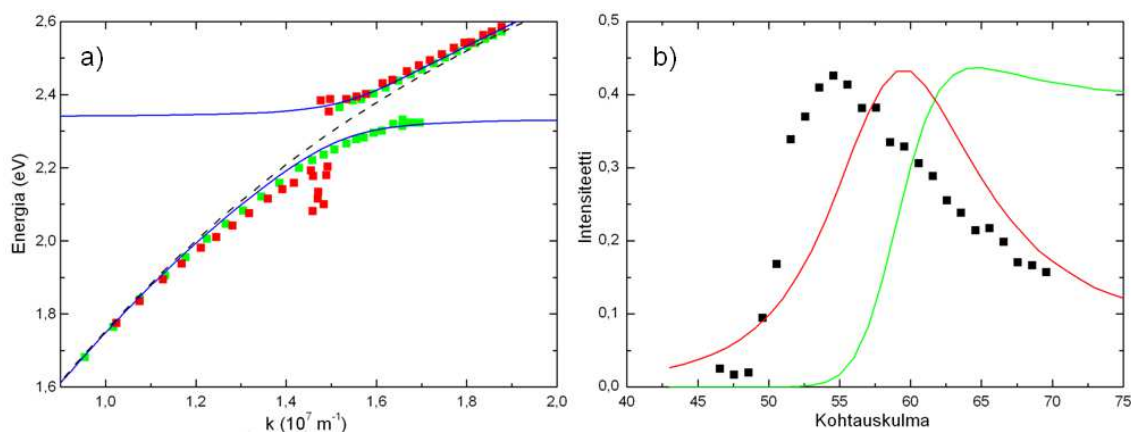 a)
2,6
2,4
2,2
2,0
1,8
1,6
Energia (eV)
1,0 1,2 1,4 1,6 1,8 2,0
k (10⁷ m⁻¹)
b)
0,5
0,4
0,3
0,2
0,1
0,0
Intensiteetti
40 45 50 55 60 65 70 75
Kohtauskulma